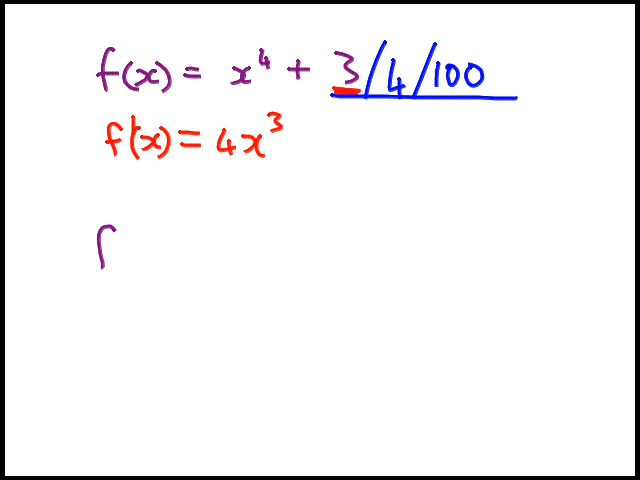 f(x) = x⁴ + 3/4/100
f'(x) = 4x³
∫